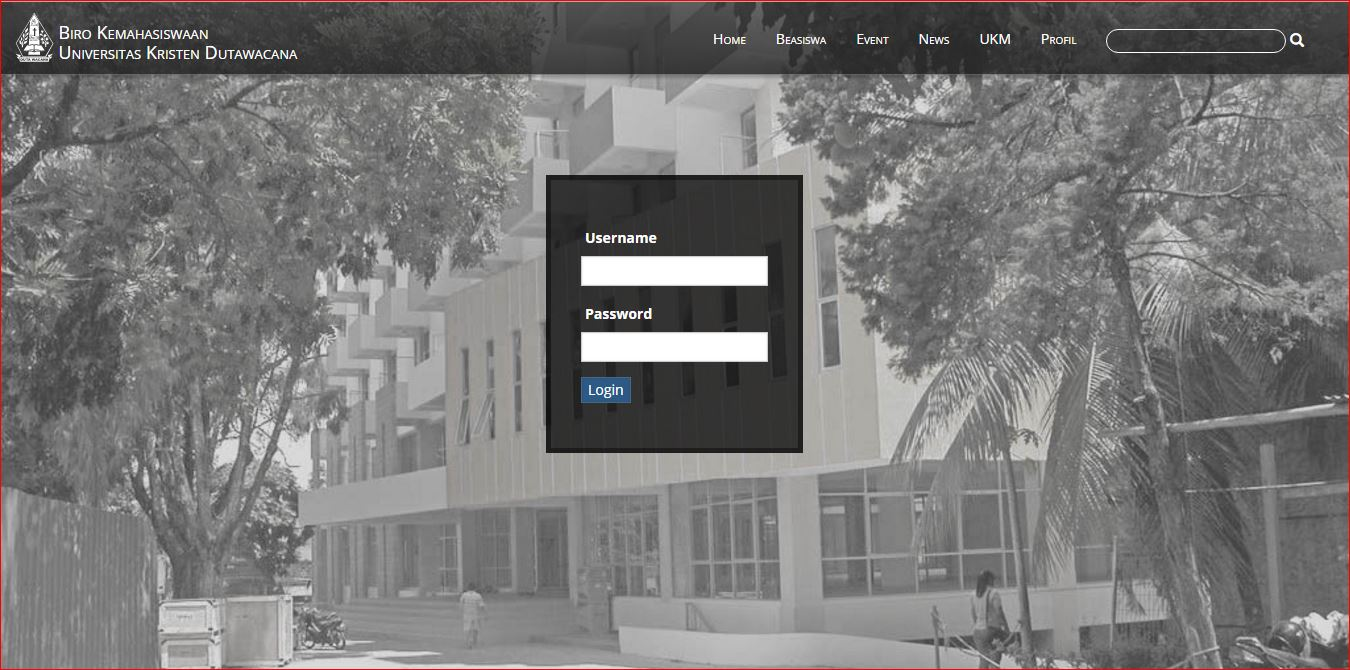 Biro Kemahasiswaan
Universitas Kristen Dutawacana
Home Beasiswa Event News UKM Profil
Username
Password
Login